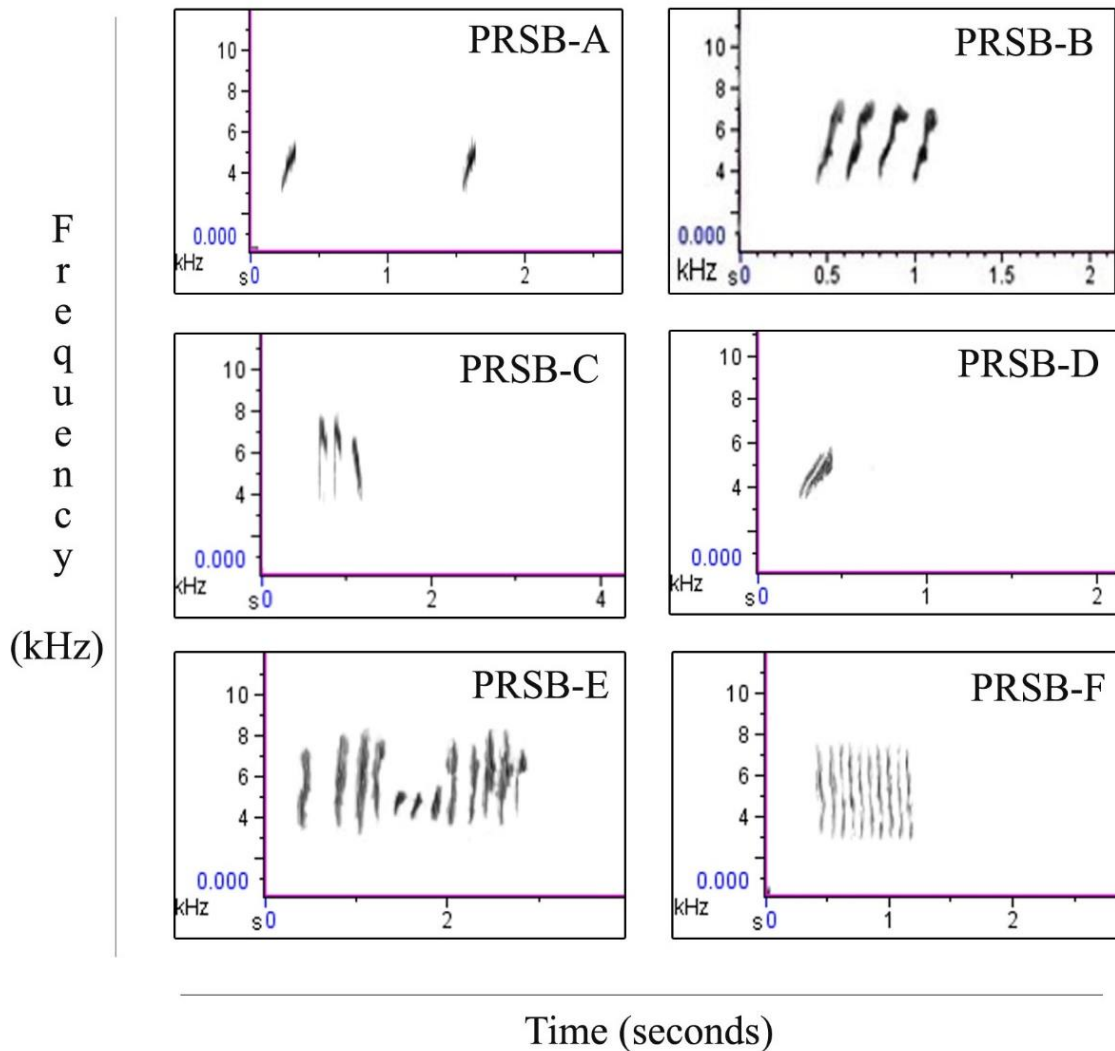 Frequency
(kHz)
PRSB-A
10
8
6
4
0.000
kHz
s0 1 2
PRSB-B
10
8
6
4
0.000
kHz s0 0.5 1 1.5 2
PRSB-C
10
8
6
4
0.000
kHz
s0 2 4
PRSB-D
10
8
6
4
0.000
kHz
s0 1 2
PRSB-E
10
8
6
4
0.000
kHz
s0 2
PRSB-F
10
8
6
4
0.000
kHz
s0 1 2
Time (seconds)